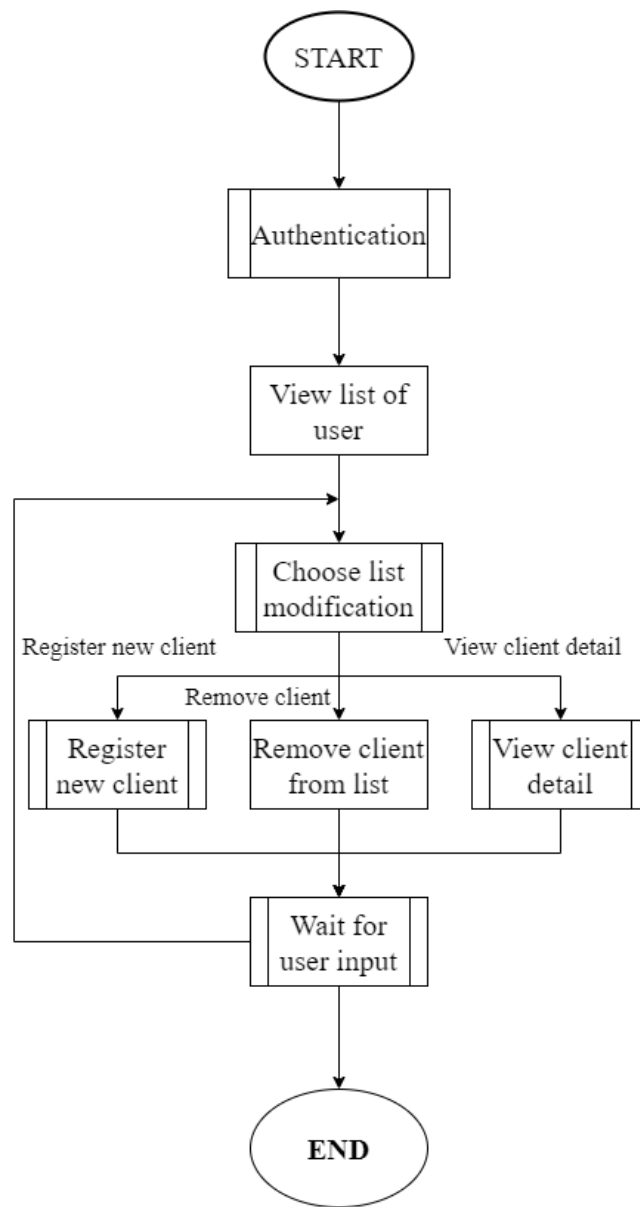 START
Authentication
View list of
user
Choose list
modification
Register new client
View client detail
Remove client
Register
new client
Remove client
from list
View client
detail
Wait for
user input
END